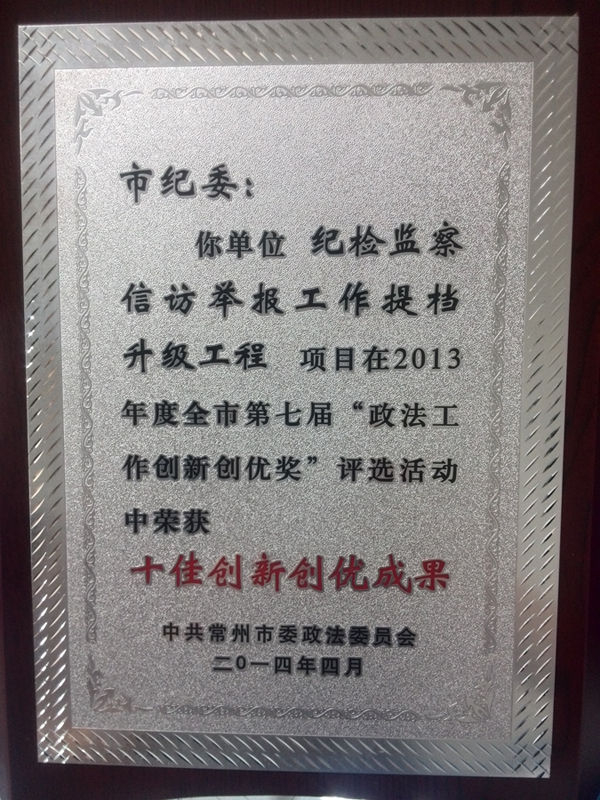 市纪委：
你单位 纪检监察
信访举报工作提档
升级工程 项目在2013
年度全市第七届“政法工
作创新创优奖”评选活动
中荣获
十佳创新创优成果
中共常州市委政法委员会
二0一四年四月